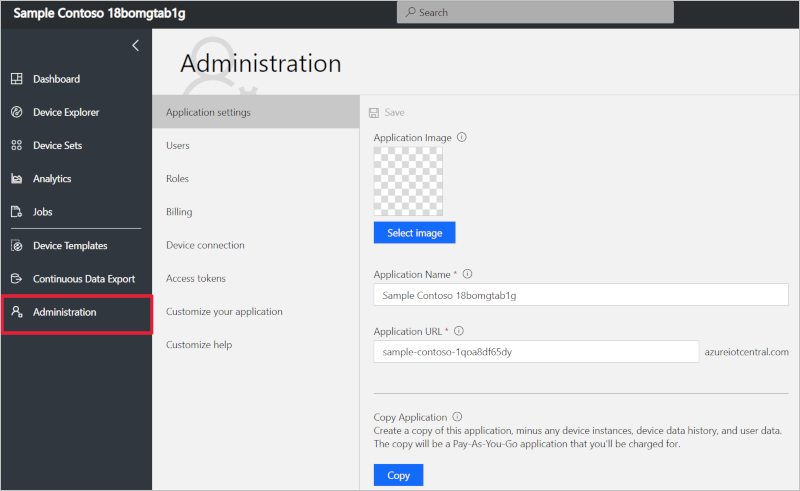 Sample Contoso 18bomgtab1g
Search
Dashboard
Device Explorer
Device Sets
Analytics
Jobs
Device Templates
Continuous Data Export
Administration
Administration
Application settings
Users
Roles
Billing
Device connection
Access tokens
Customize your application
Customize help
Save
Application Image
Select image
Application Name *
Sample Contoso 18bomgtab1g
Application URL *
sample-contoso-1qoa8df65dy
azureiotcentral.com
Copy Application
Create a copy of this application, minus any device instances, device data history, and user data.
The copy will be a Pay-As-You-Go application that you'll be charged for.
Copy